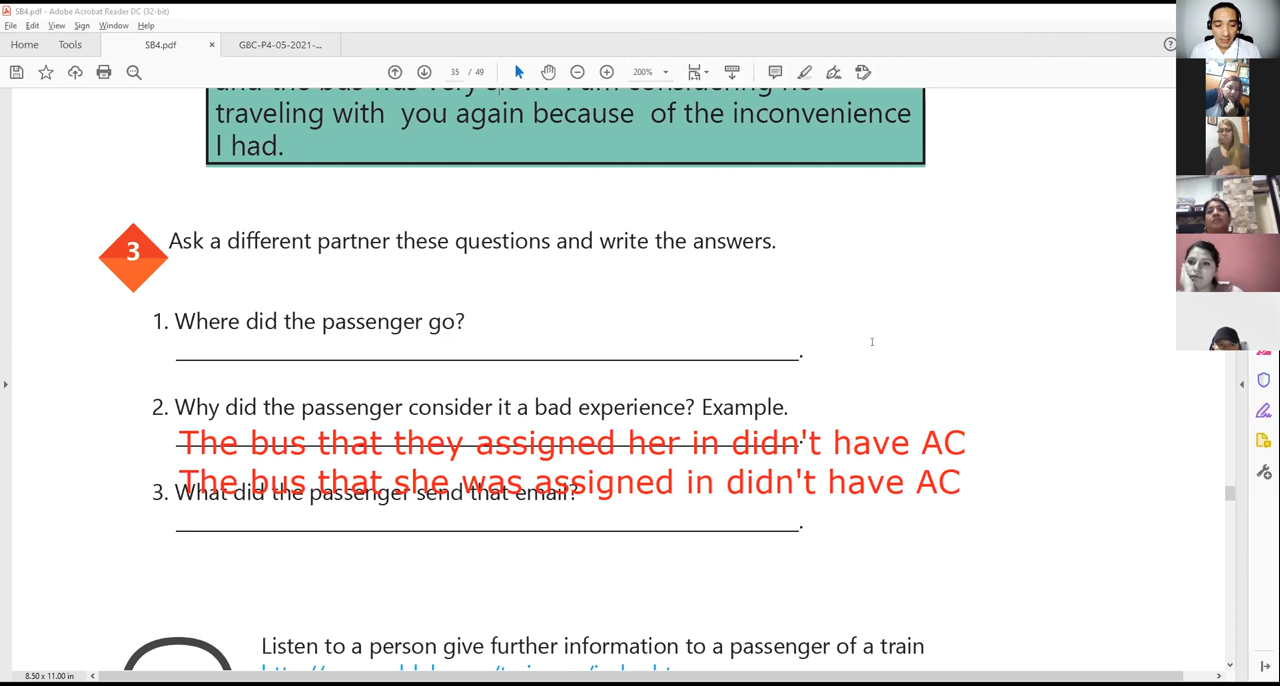 SB4.pdf - Adobe Acrobat Reader DC (32-bit)
File Edit View Sign Window Help
Home Tools SB4.pdf × G8C-P4-05-2021-... ?
35 / 49 200%
traveling with you again because of the inconvenience
I had.
3 Ask a different partner these questions and write the answers.
1. Where did the passenger go?
2. Why did the passenger consider it a bad experience? Example.
The bus that they assigned her in didn't have AC
The bus that she was assigned in didn't have AC
3. What did the passenger send that email?
Listen to a person give further information to a passenger of a train
8.50 x 11.00 in